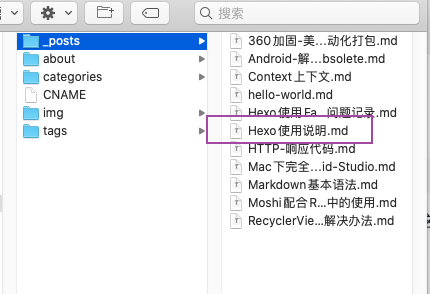 搜索
_posts
about
categories
CNAME
img
tags
360加固-美...动化打包.md
Android-解...bsolete.md
Context上下文.md
hello-world.md
Hexo使用Fa...问题记录.md
Hexo使用说明.md
HTTP-响应代码.md
Mac下完全...id-Studio.md
Markdown基本语法.md
Moshi配合R...中的使用.md
RecyclerVie...解决办法.md